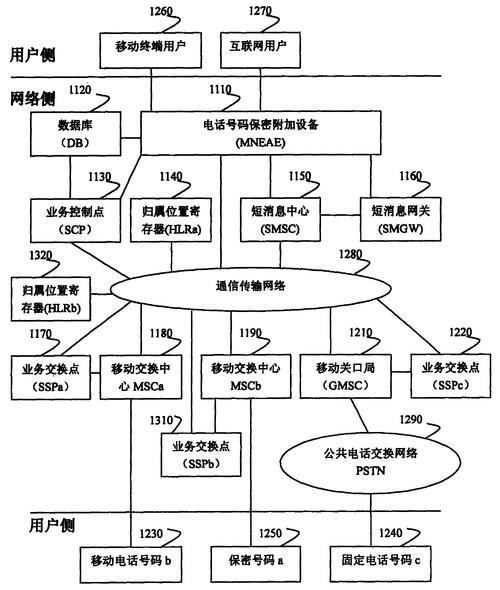 1260
1270
移动终端用户
互联网用户
用户侧
网络侧
1120
1110
数据库
(DB)
电话号码保密附加设备
(MNEAE)
1130
1140
1150
1160
业务控制点
(SCP)
归属位置寄
存器(HLRa)
短消息中心
(SMSC)
短消息网关
(SMGW)
1320
1280
归属位置寄
存器(HLRb)
通信传输网络
1170
1180
1190
1210
1220
业务交换点
(SSPa)
移动交换中
心 MSCa
移动交换中心
MSCb
移动关口局
(GMSC)
业务交换点
(SSPc)
1310
业务交换点
(SSPb)
1290
公共电话交换网络
PSTN
用户侧
1230
1250
1240
移动电话号码 b
保密号码 a
固定电话号码 c